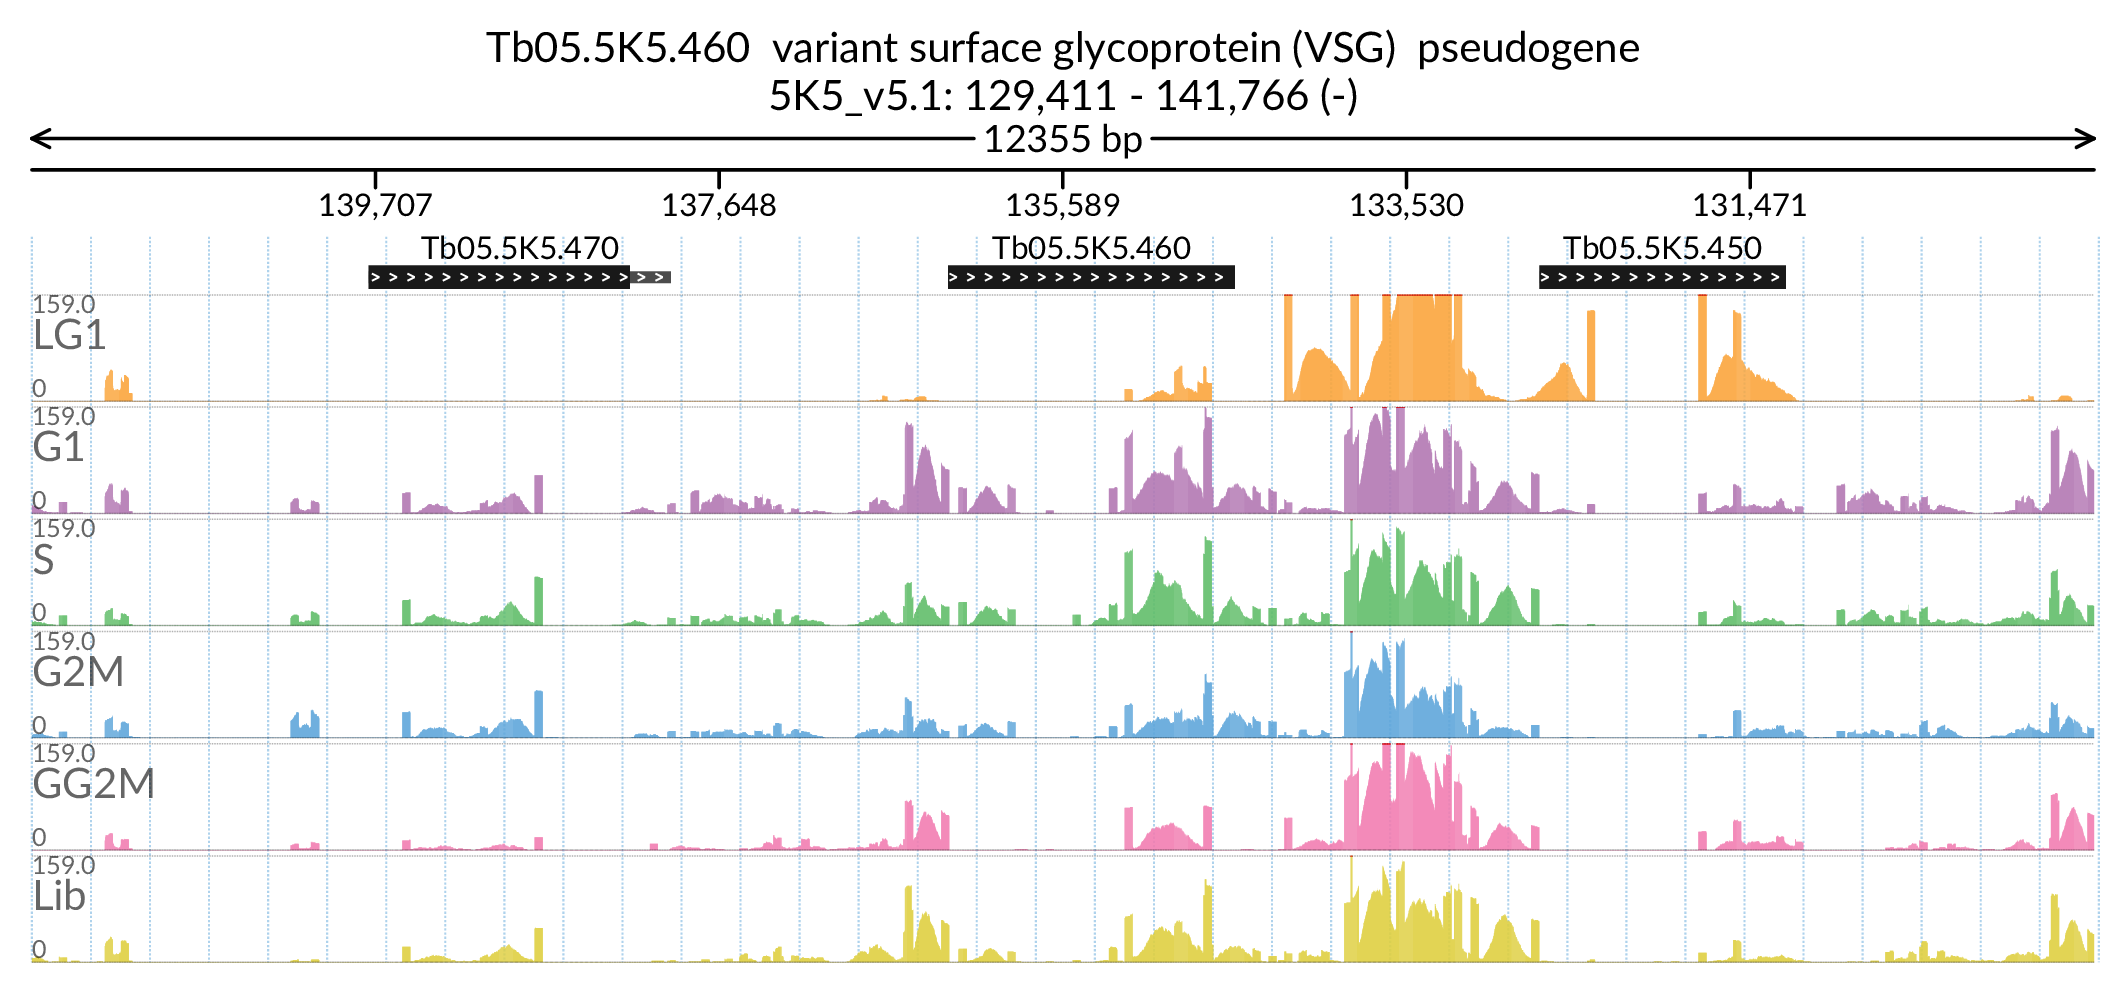 Tb05.5K5.460 variant surface glycoprotein (VSG) pseudogene
5K5_v5.1: 129,411 - 141,766 (-)
12355 bp
139,707 137,648 135,589 133,530 131,471
Tb05.5K5.470 Tb05.5K5.460 Tb05.5K5.450
159.0
LG1
0
159.0
G1
0
159.0
S
0
159.0
G2M
0
159.0
GG2M
0
159.0
Lib
0